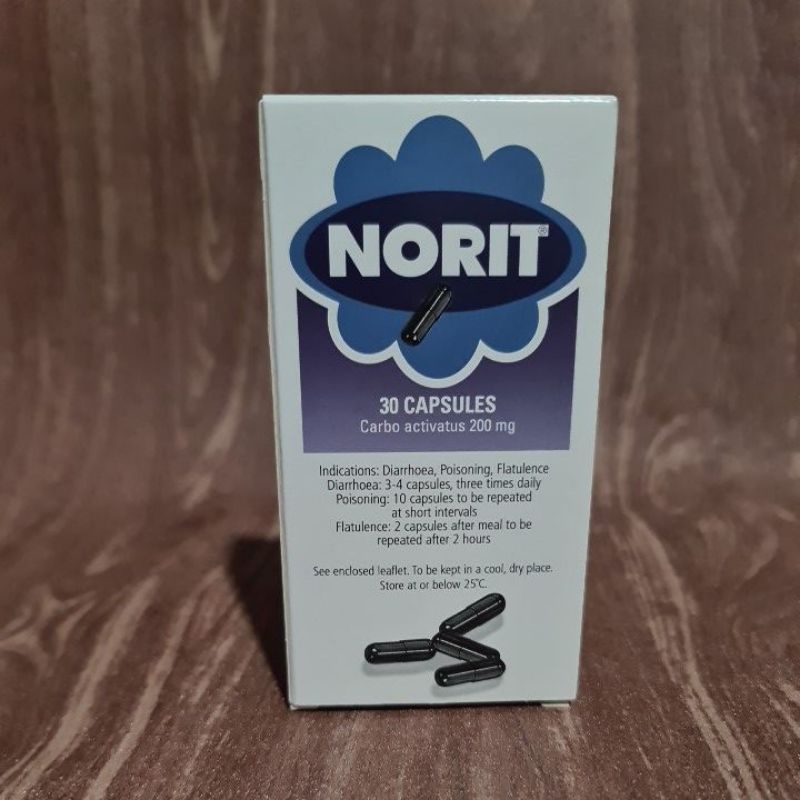 NORIT®
30 CAPSULES
Carbo activatus 200 mg
Indications: Diarrhoea, Poisoning, Flatulence
Diarrhoea: 3-4 capsules, three times daily
Poisoning: 10 capsules to be repeated
at short intervals
Flatulence: 2 capsules after meal to be
repeated after 2 hours
See enclosed leaflet. To be kept in a cool, dry place.
Store at or below 25˚C.